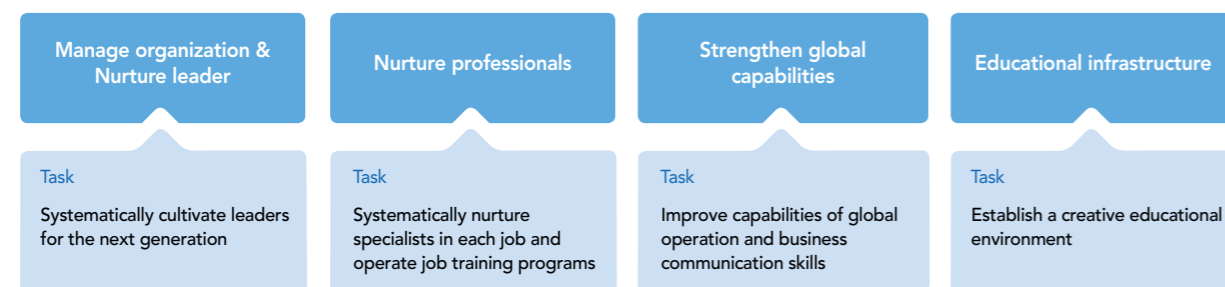 Manage organization &
Nurture leader
Nurture professionals
Strengthen global
capabilities
Educational infrastructure
Task
Systematically cultivate leaders
for the next generation
Task
Systematically nurture
specialists in each job and
operate job training programs
Task
Improve capabilities of global
operation and business
communication skills
Task
Establish a creative educational
environment